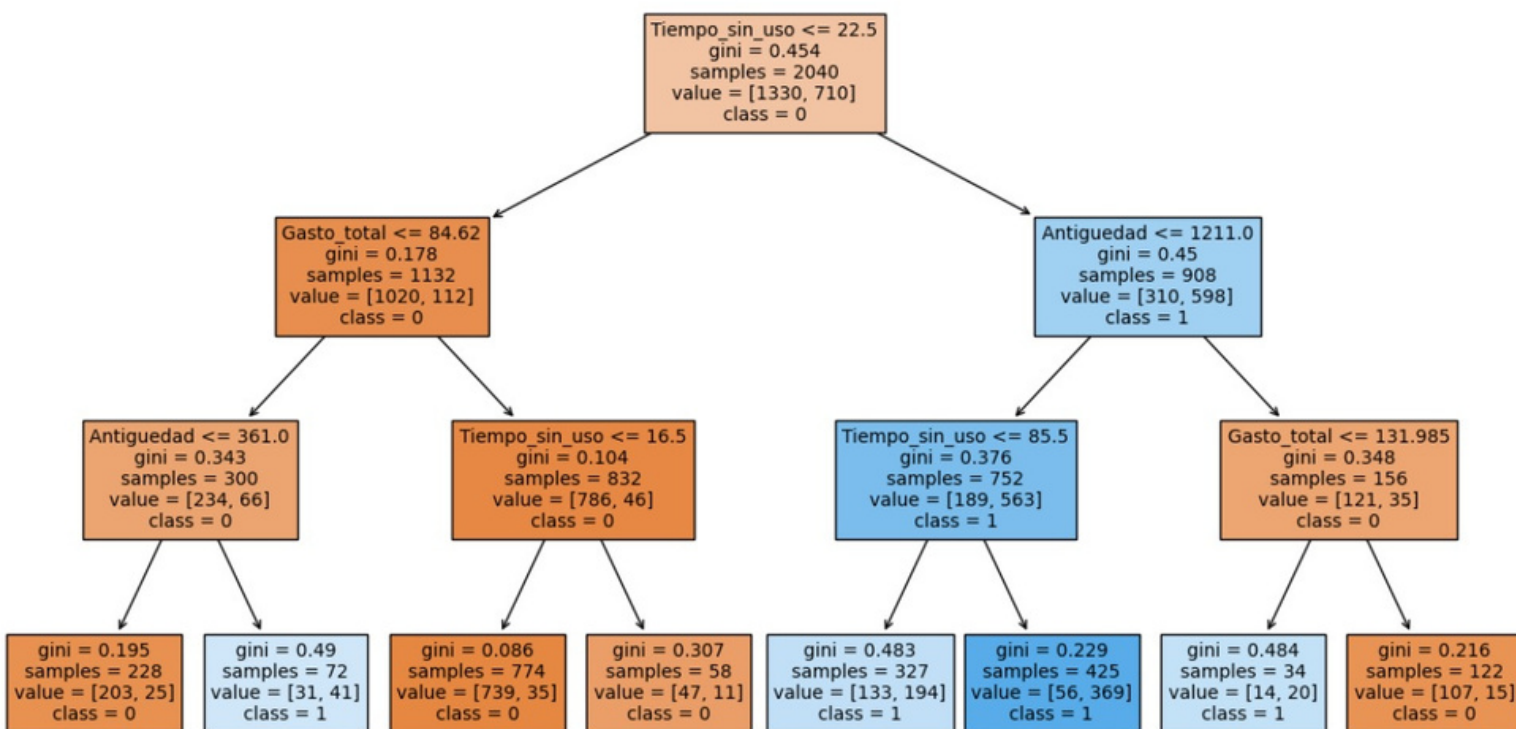 Tiempo_sin_uso <= 22.5
gini = 0.454
samples = 2040
value = [1330, 710]
class = 0
Gasto_total <= 84.62
gini = 0.178
samples = 1132
value = [1020, 112]
class = 0
Antiguedad <= 1211.0
gini = 0.45
samples = 908
value = [310, 598]
class = 1
Antiguedad <= 361.0
gini = 0.343
samples = 300
value = [234, 66]
class = 0
Tiempo_sin_uso <= 16.5
gini = 0.104
samples = 832
value = [786, 46]
class = 0
Tiempo_sin_uso <= 85.5
gini = 0.376
samples = 752
value = [189, 563]
class = 1
Gasto_total <= 131.985
gini = 0.348
samples = 156
value = [121, 35]
class = 0
gini = 0.195
samples = 228
value = [203, 25]
class = 0
gini = 0.49
samples = 72
value = [31, 41]
class = 1
gini = 0.086
samples = 774
value = [739, 35]
class = 0
gini = 0.307
samples = 58
value = [47, 11]
class = 0
gini = 0.483
samples = 327
value = [133, 194]
class = 1
gini = 0.229
samples = 425
value = [56, 369]
class = 1
gini = 0.484
samples = 34
value = [14, 20]
class = 1
gini = 0.216
samples = 122
value = [107, 15]
class = 0